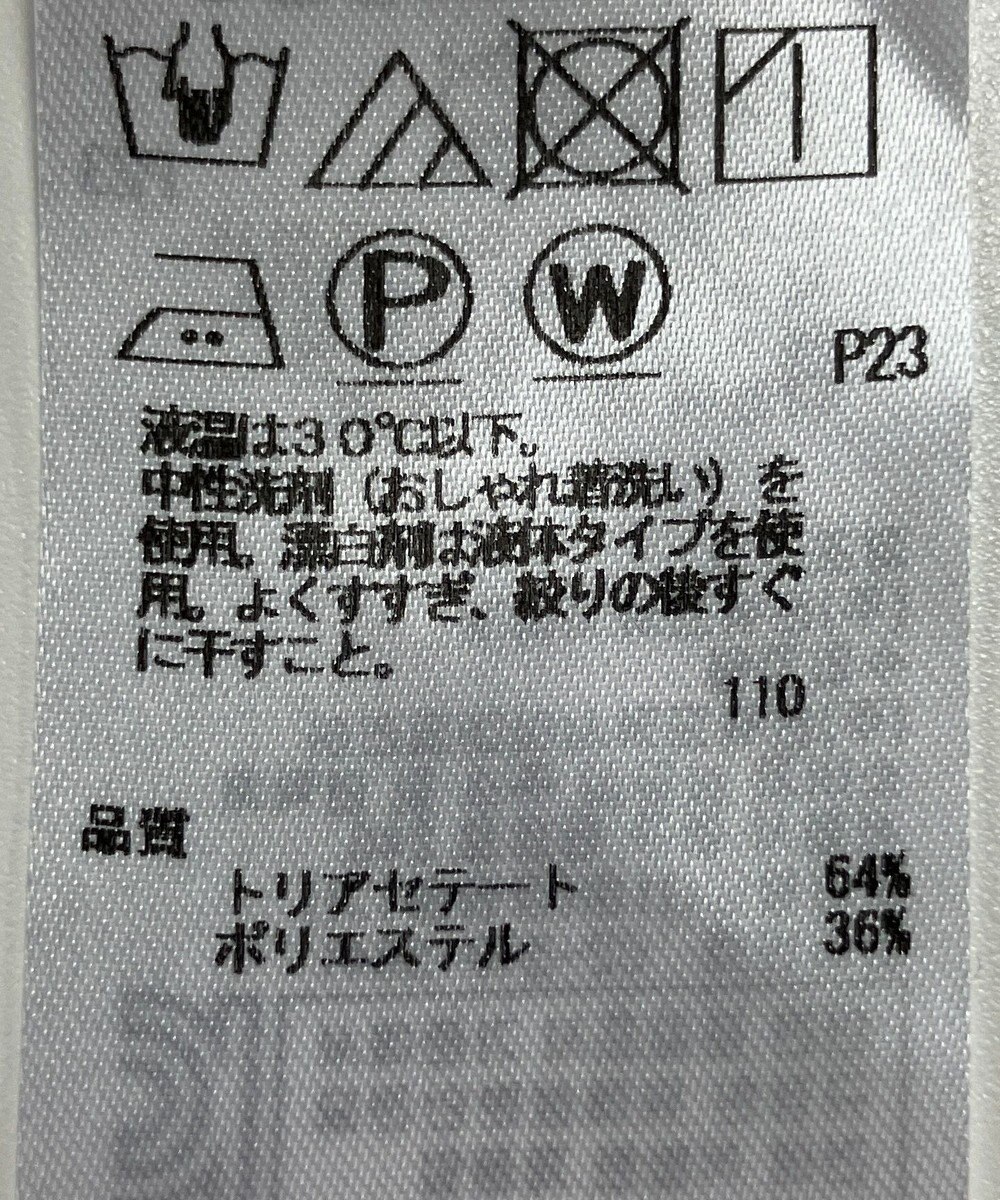 P W
P23
液温は30℃以下。
中性洗剤(おしゃれ着洗い)を
使用。漂白剤は液体タイプを使
用。よくすすぎ、絞りの後すぐ
に干すこと。
110
品質
トリアセテート 64%
ポリエステル 36%